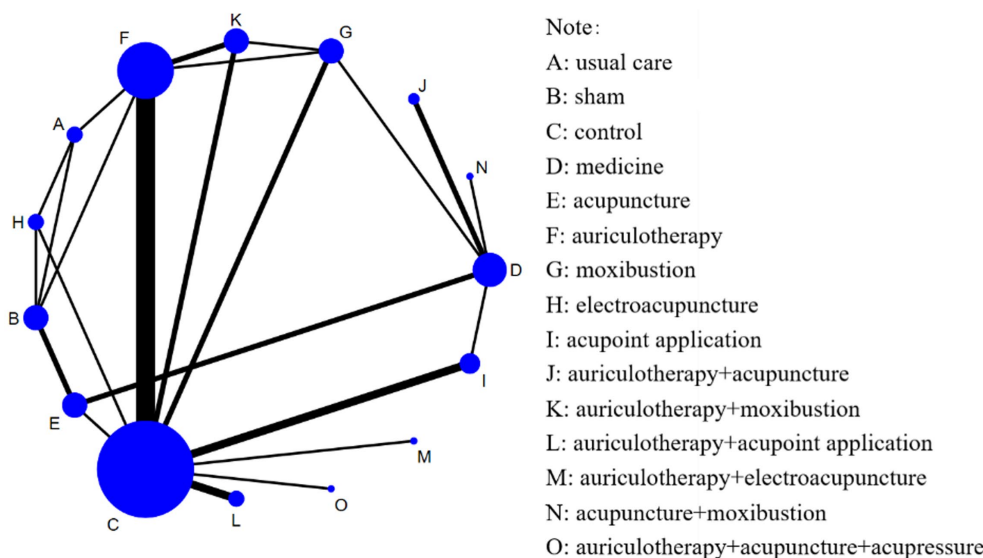 F
K
G
J
A
N
H
D
B
I
E
M
O
L
C
Note:
A: usual care
B: sham
C: control
D: medicine
E: acupuncture
F: auriculotherapy
G: moxibustion
H: electroacupuncture
I: acupoint application
J: auriculotherapy+acupuncture
K: auriculotherapy+moxibustion
L: auriculotherapy+acupoint application
M: auriculotherapy+electroacupuncture
N: acupuncture+moxibustion
O: auriculotherapy+acupuncture+acupressure